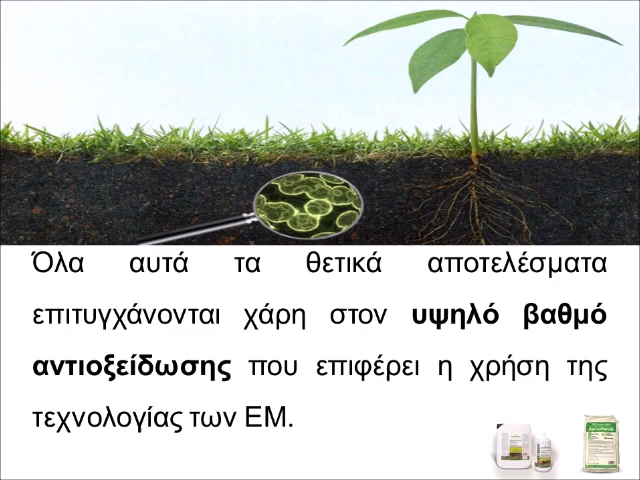 Όλα αυτά τα θετικά αποτελέσματα
επιτυγχάνονται χάρη στον υψηλό βαθμό
αντιοξείδωσης που επιφέρει η χρήση της
τεχνολογίας των ΕΜ.